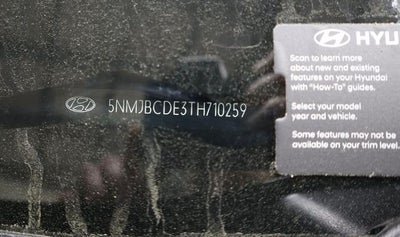 5NMJBCDE3TH710259
HYU
Scan to learn more
about new and existing
features on your Hyundai
with "How-To" guides.
Select your model
year and vehicle.
Some features may not be
available on your trim level.